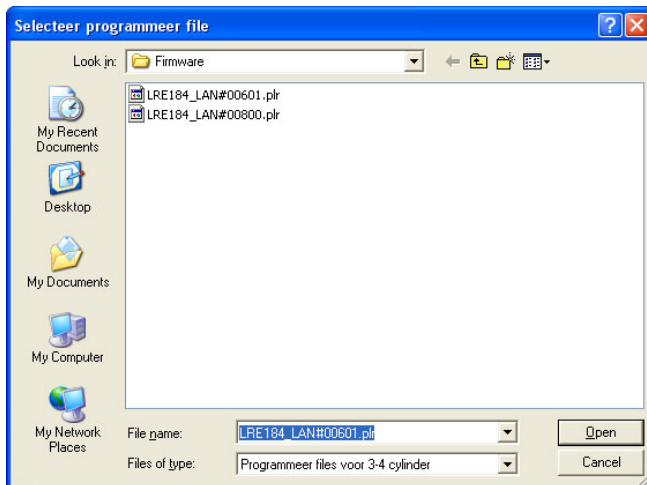 Selecteer programmeer file
Look in: Firmware
LRE184_LAN#00601.plr
LRE184_LAN#00800.plr
My Recent
Documents
Desktop
My Documents
My Computer
My Network
Places
File name: LRE184_LAN#00601.plr Open
Files of type: Programmeer files voor 3-4 cylinder Cancel